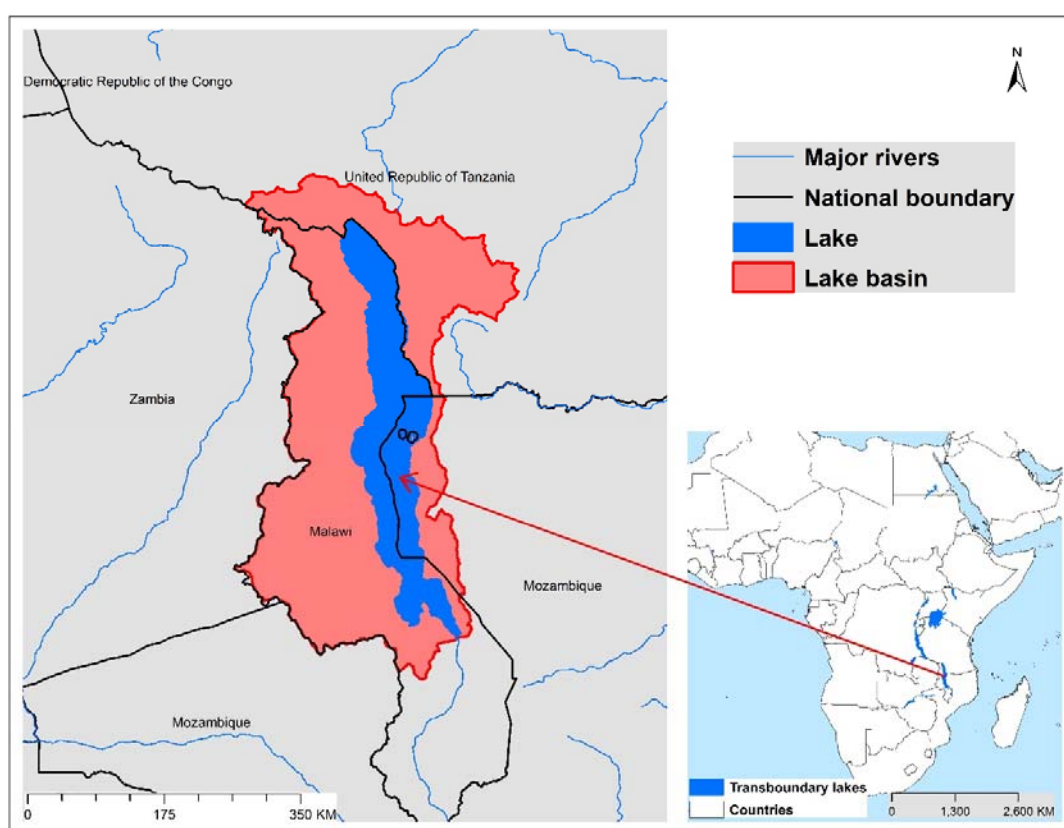 N
Democratic Republic of the Congo
United Republic of Tanzania
Zambia
Malawi
Mozambique
Mozambique
0 175 350 KM
Major rivers
National boundary
Lake
Lake basin
Transboundary lakes
Countries
0 1,300 2,600 KM